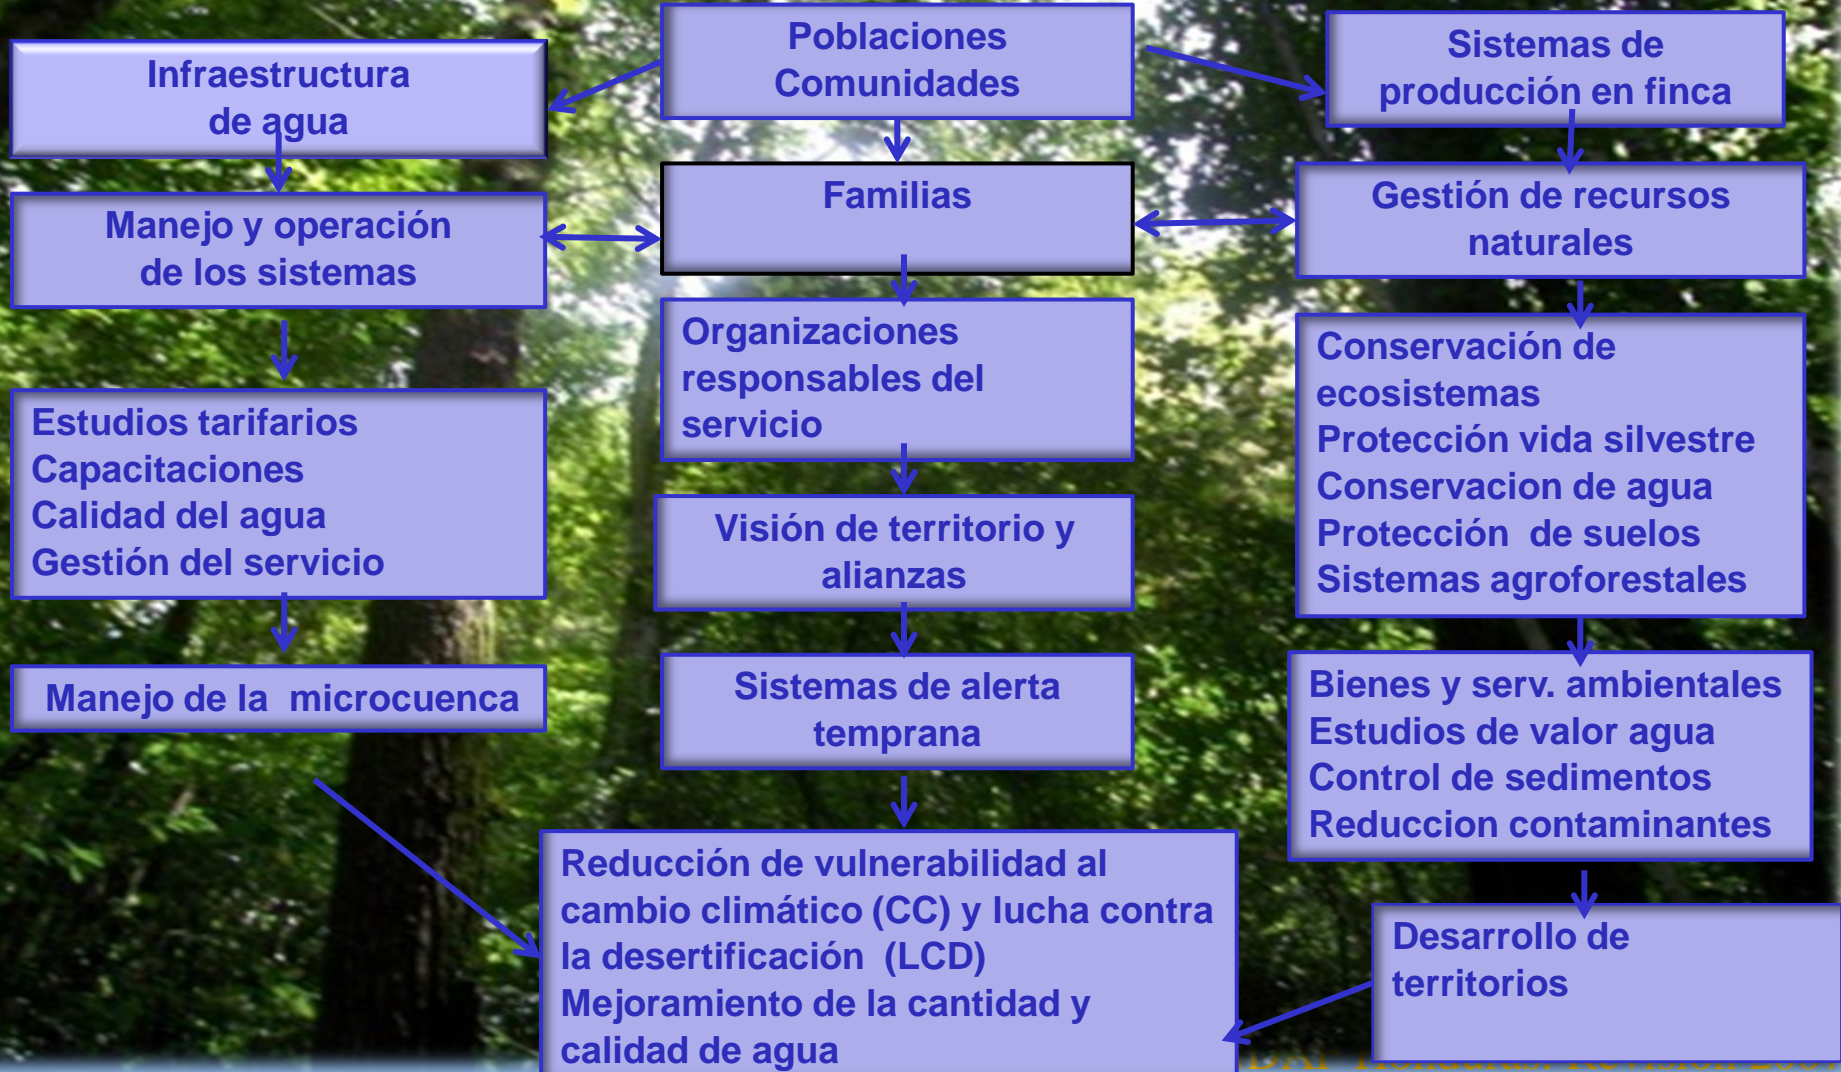 Poblaciones
Comunidades
Infraestructura
de agua
Sistemas de
producción en finca
Manejo y operación
de los sistemas
Familias
Gestión de recursos
naturales
Estudios tarifarios
Capacitaciones
Calidad del agua
Gestión del servicio
Organizaciones
responsables del
servicio
Conservación de
ecosistemas
Protección vida silvestre
Conservacion de agua
Protección  de suelos
Sistemas agroforestales
Visión de territorio y
alianzas
Manejo de la  microcuenca
Sistemas de alerta
temprana
Bienes y serv. ambientales
Estudios de valor agua
Control de sedimentos
Reduccion contaminantes
Reducción de vulnerabilidad al
cambio climático (CC) y lucha contra
la desertificación  (LCD)
Mejoramiento de la cantidad y
calidad de agua
Desarrollo de
territorios